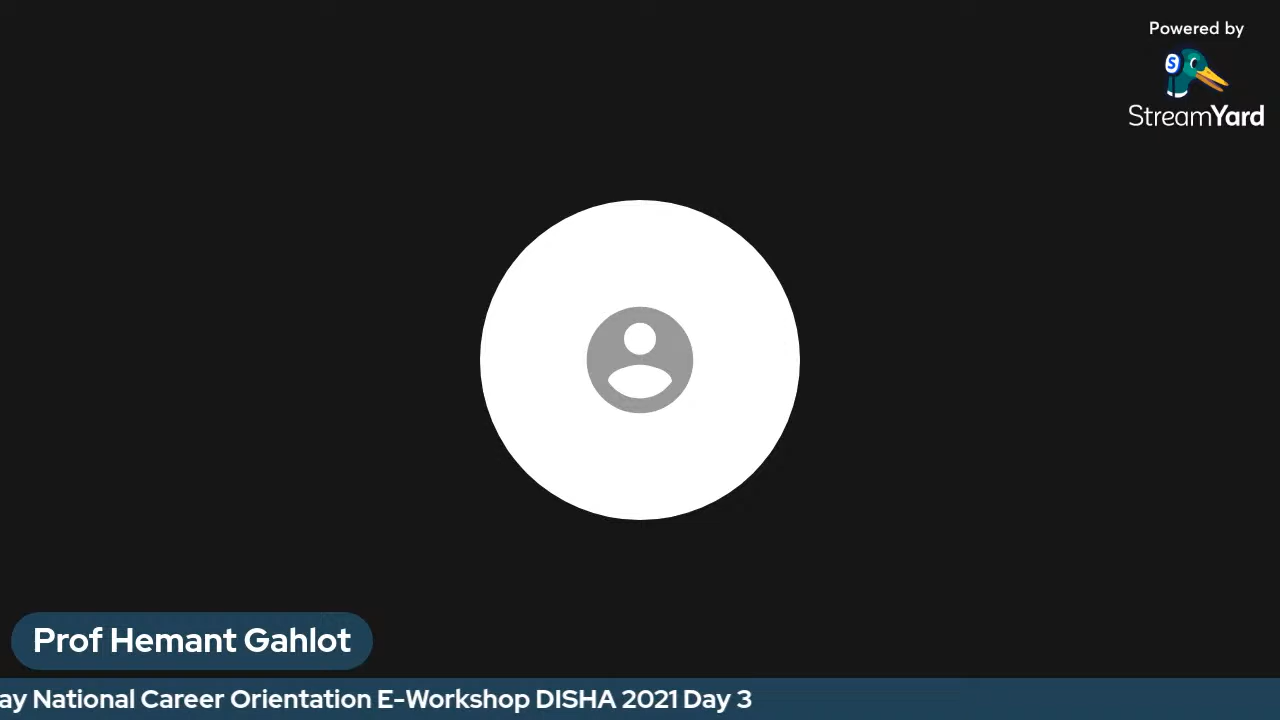 Powered by
S
StreamYard
Prof Hemant Gahlot
ay National Career Orientation E-Workshop DISHA 2021 Day 3